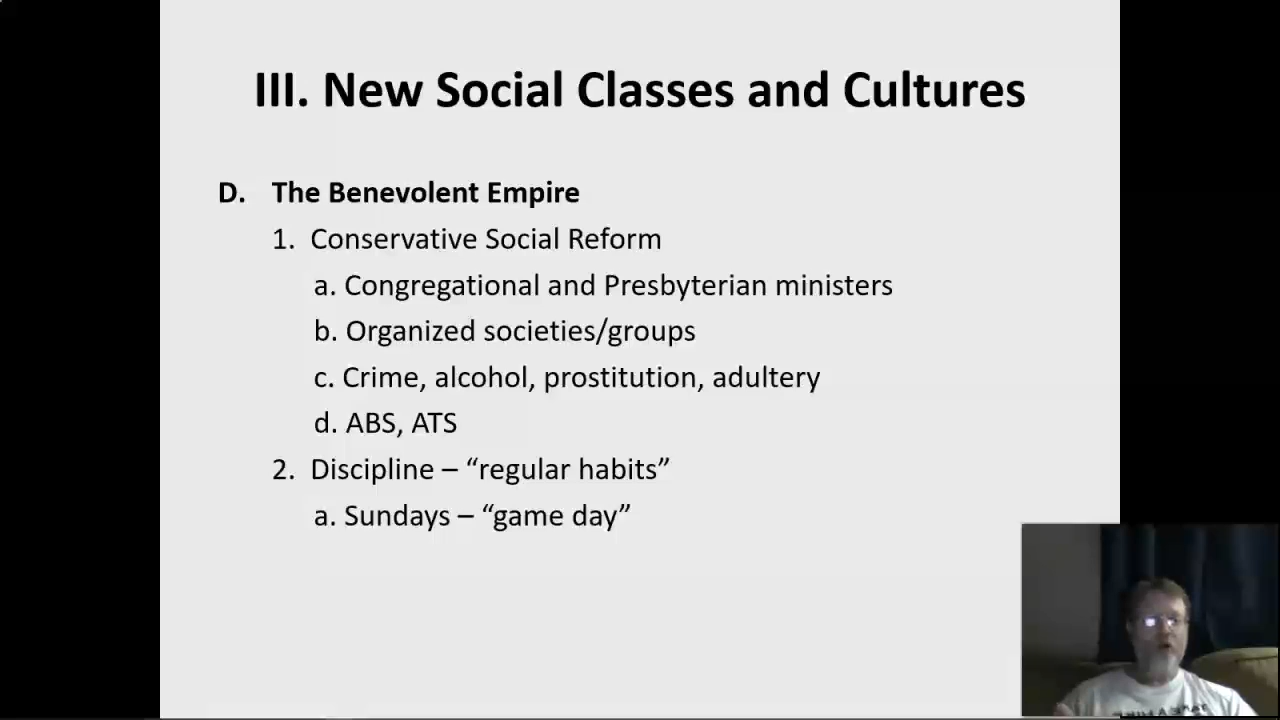 III. New Social Classes and Cultures
D. The Benevolent Empire
1. Conservative Social Reform
a. Congregational and Presbyterian ministers
b. Organized societies/groups
c. Crime, alcohol, prostitution, adultery
d. ABS, ATS
2. Discipline – “regular habits”
a. Sundays – “game day”